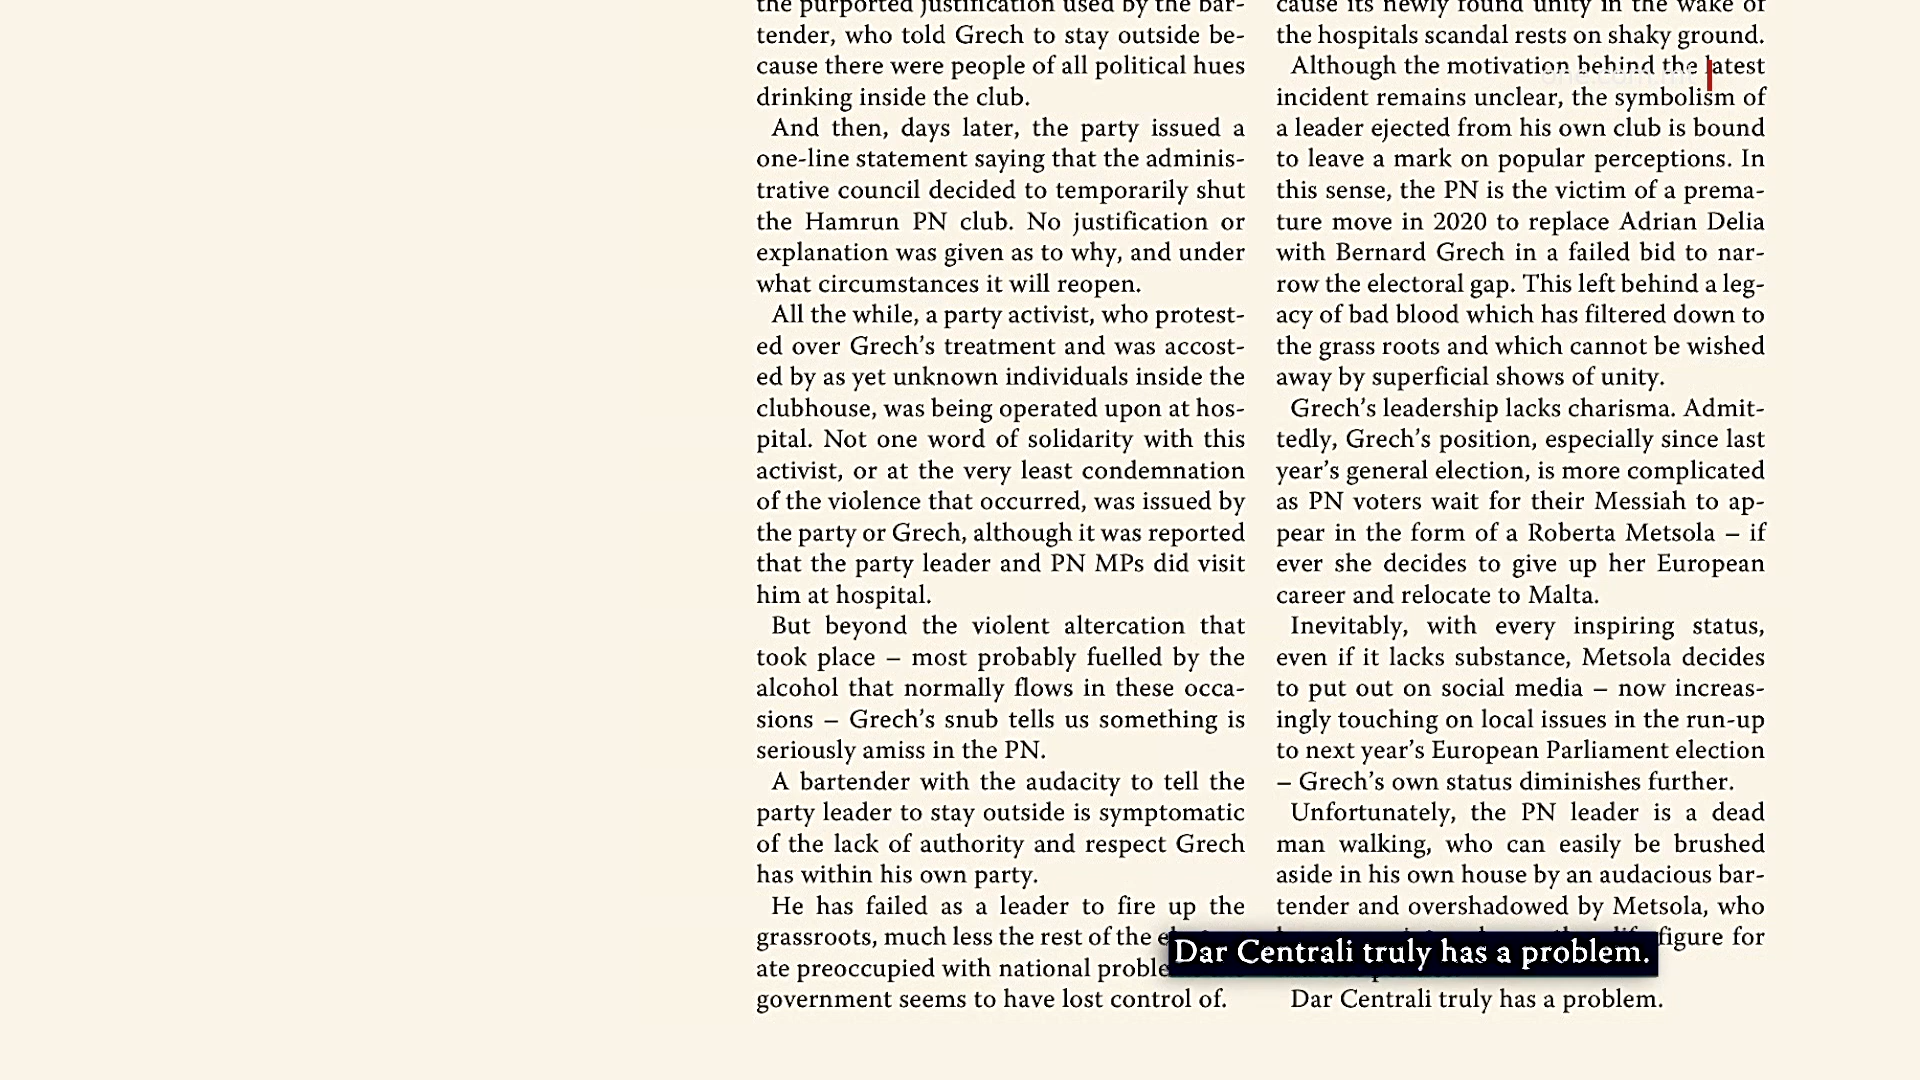 the purported justification used by the bar-
tender, who told Grech to stay outside be-
cause there were people of all political hues
drinking inside the club.
And then, days later, the party issued a
one-line statement saying that the adminis-
trative council decided to temporarily shut
the Hamrun PN club. No justification or
explanation was given as to why, and under
what circumstances it will reopen.
All the while, a party activist, who protest-
ed over Grech’s treatment and was accost-
ed by as yet unknown individuals inside the
clubhouse, was being operated upon at hos-
pital. Not one word of solidarity with this
activist, or at the very least condemnation
of the violence that occurred, was issued by
the party or Grech, although it was reported
that the party leader and PN MPs did visit
him at hospital.
But beyond the violent altercation that
took place – most probably fuelled by the
alcohol that normally flows in these occa-
sions – Grech’s snub tells us something is
seriously amiss in the PN.
A bartender with the audacity to tell the
party leader to stay outside is symptomatic
of the lack of authority and respect Grech
has within his own party.
He has failed as a leader to fire up the
grassroots, much less the rest of the
ate preoccupied with national
government seems to have lost control of.
cause its newly found unity in the wake of
the hospitals scandal rests on shaky ground.
Although the motivation behind the latest
incident remains unclear, the symbolism of
a leader ejected from his own club is bound
to leave a mark on popular perceptions. In
this sense, the PN is the victim of a prema-
ture move in 2020 to replace Adrian Delia
with Bernard Grech in a failed bid to nar-
row the electoral gap. This left behind a leg-
acy of bad blood which has filtered down to
the grass roots and which cannot be wished
away by superficial shows of unity.
Grech’s leadership lacks charisma. Admit-
tedly, Grech’s position, especially since last
year’s general election, is more complicated
as PN voters wait for their Messiah to ap-
pear in the form of a Roberta Metsola – if
ever she decides to give up her European
career and relocate to Malta.
Inevitably, with every inspiring status,
even if it lacks substance, Metsola decides
to put out on social media – now increas-
ingly touching on local issues in the run-up
to next year’s European Parliament election
– Grech’s own status diminishes further.
Unfortunately, the PN leader is a dead
man walking, who can easily be brushed
aside in his own house by an audacious bar-
tender and overshadowed by Metsola, who
figure for
Dar Centrali truly has a problem.
Dar Centrali truly has a problem.